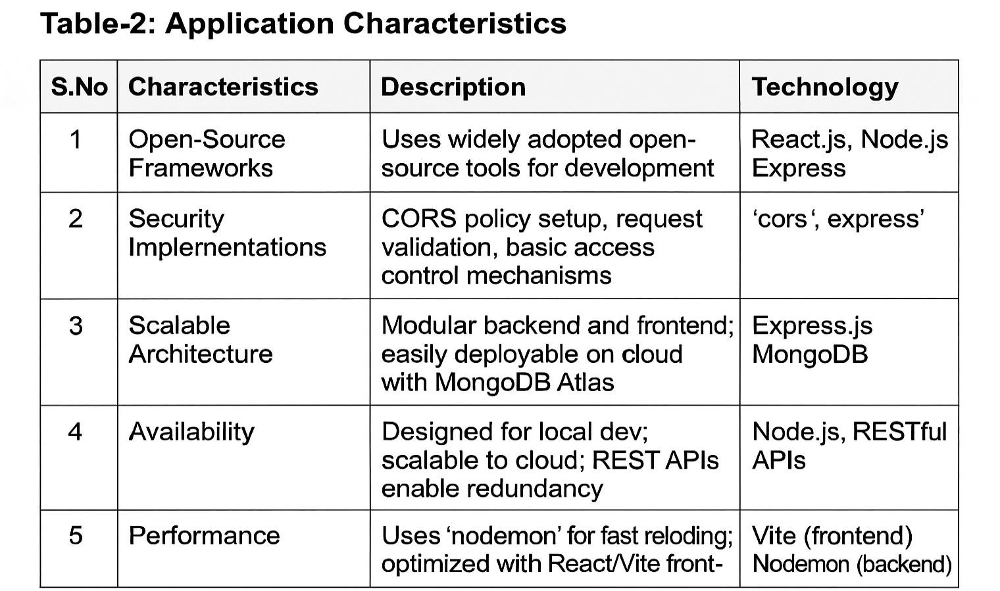 Table-2: Application Characteristics
S.No Characteristics Description Technology
1 Open-Source Uses widely adopted open- React.js, Node.js
Frameworks source tools for development Express
2 Security CORS policy setup, request ‘cors‘, express’
Implernentations validation, basic access
control mechanisms
3 Scalable Modular backend and frontend; Express.js
Architecture easily deployable on cloud MongoDB
with MongoDB Atlas
4 Availability Designed for local dev; Node.js, RESTful
scalable to cloud; REST APIs APIs
enable redundancy
5 Performance Uses ‘nodemon’ for fast reloding; Vite (frontend)
optimized with React/Vite front- Nodemon (backend)